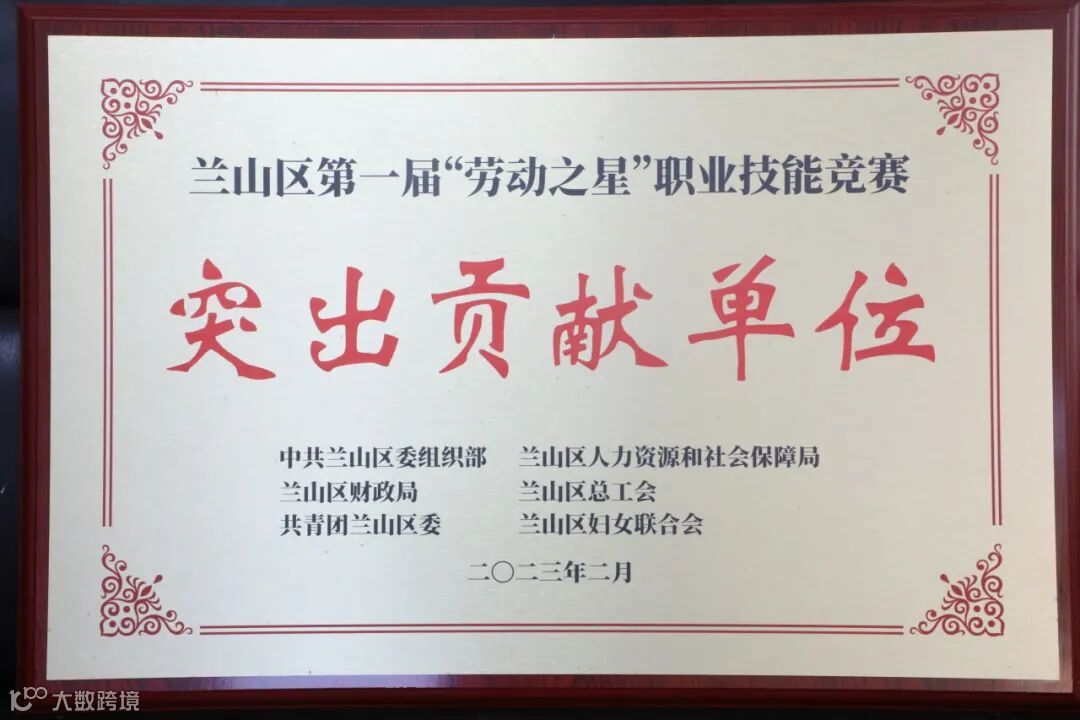 兰山区第一届“劳动之星”职业技能竞赛
突出贡献单位
中共兰山区委组织部 兰山区人力资源和社会保障局
兰山区财政局 兰山区总工会
共青团兰山区委 兰山区妇女联合会
二〇二三年二月
大数跨境